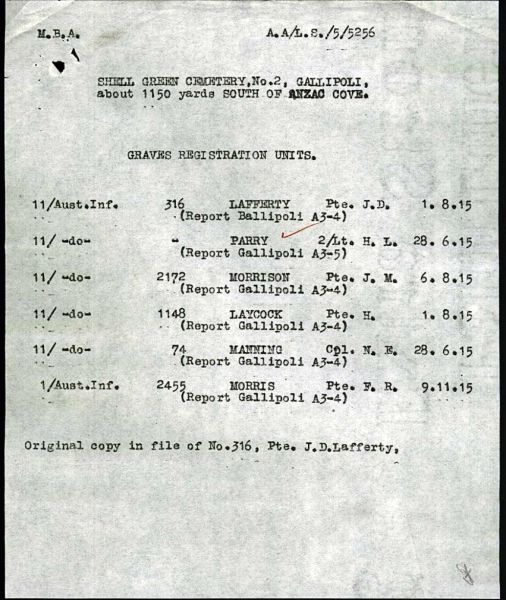 M.B.A. A.A/L.S./5/5256
SHELL GREEN CEMETERY,No.2, GALLIPOLI,
about 1150 yards SOUTH OF ANZAC COVE.
GRAVES REGISTRATION UNITS.
11/Aust.Inf. 316 LAFFERTY Pte. J.D. 1. 8.15
(Report Ballipoli A3-4)
11/ -do- - PARRY 2/Lt. H. L. 28. 6.15
(Report Gallipoli A3-5)
11/ -do- 2172 MORRISON Pte. J. M. 6. 8.15
(Report Gallipoli A3-4)
11/ -do- 1148 LAYCOCK Pte. H. 1. 8.15
(Report Gallipoli A3-4)
11/ -do- 74 MANNING Cpl. N. E. 28. 6.15
(Report Gallipoli A3-4)
1/Aust.Inf. 2455 MORRIS Pte. F. R. 9.11.15
(Report Gallipoli A3-4)
Original copy in file of No.316, Pte. J.D.Lafferty,